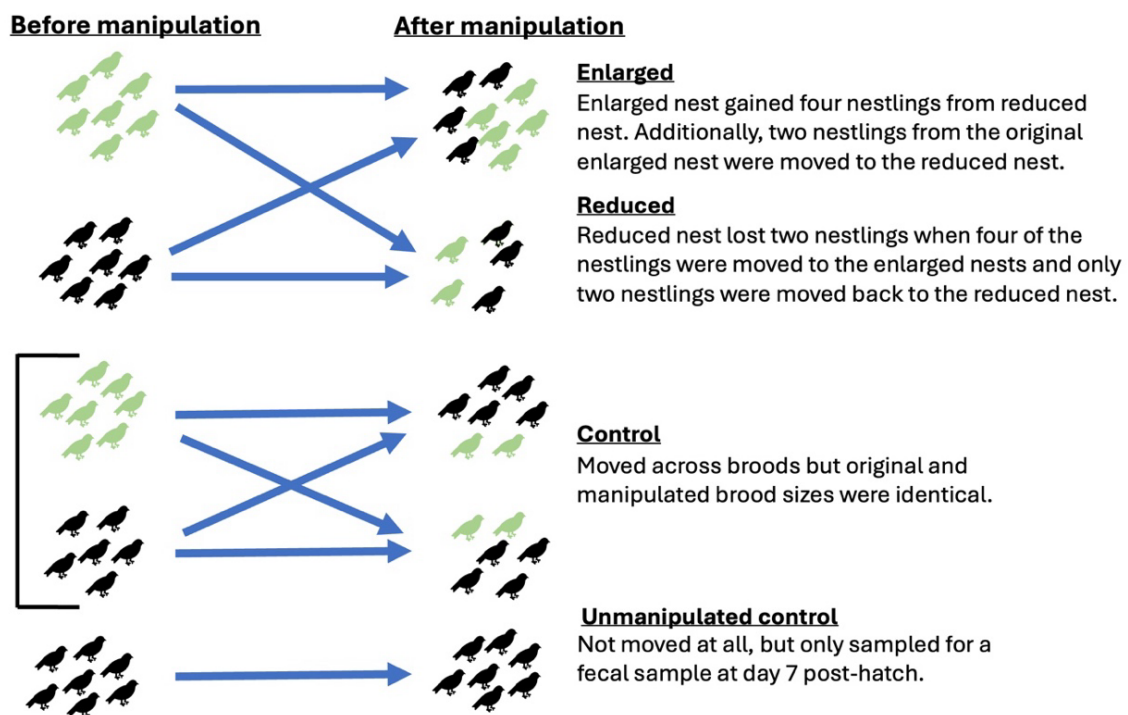 Before manipulation
After manipulation
Enlarged
Enlarged nest gained four nestlings from reduced
nest. Additionally, two nestlings from the original
enlarged nest were moved to the reduced nest.
Reduced
Reduced nest lost two nestlings when four of the
nestlings were moved to the enlarged nests and only
two nestlings were moved back to the reduced nest.
Control
Moved across broods but original and
manipulated brood sizes were identical.
Unmanipulated control
Not moved at all, but only sampled for a
fecal sample at day 7 post-hatch.